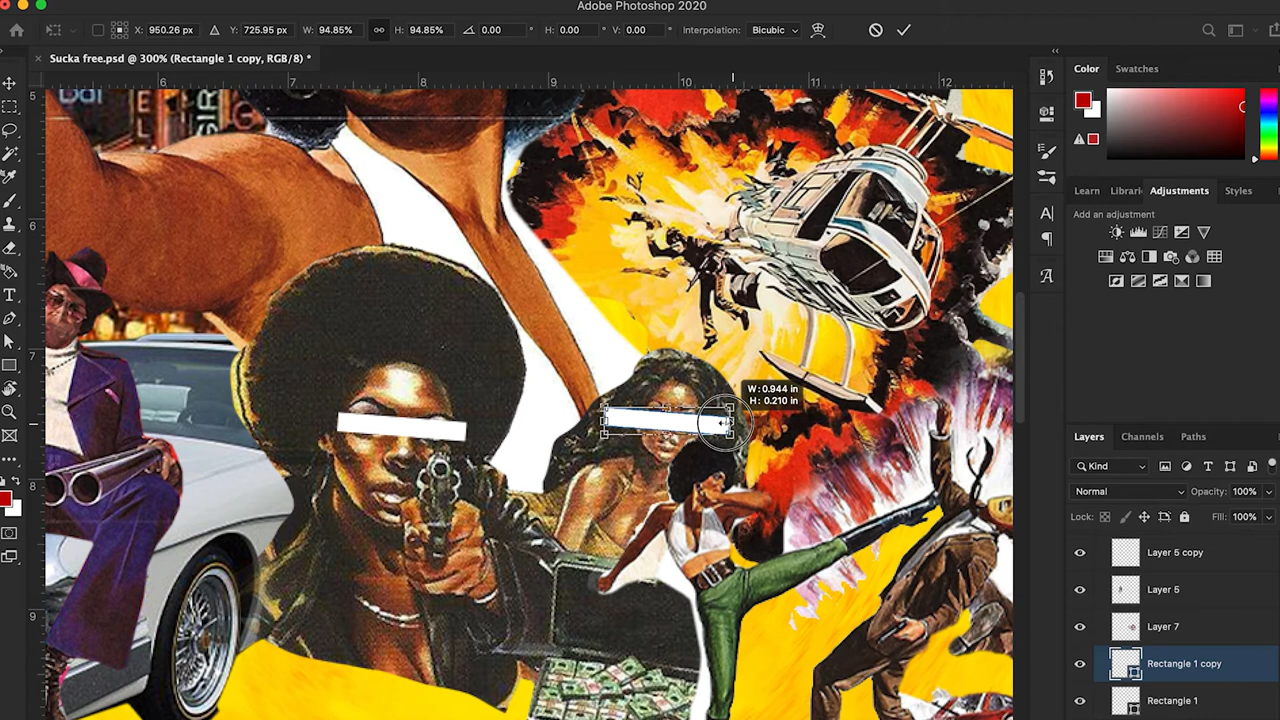 Adobe Photoshop 2020
X: 950.26 px Y: 725.95 px W: 94.85% H: 94.85% 0.00 ° H: 0.00 ° V: 0.00 ° Interpolation: Bicubic
× Sucka free.psd @ 300% (Rectangle 1 copy, RGB/8) *
6 7 8 9 10 11 12
5
6
7
8
9
W: 0.944 in
H: 0.210 in
Color Swatches
Learn Librari Adjustments Styles
Add an adjustment
Layers Channels Paths
Kind
Normal Opacity: 100%
Lock: Fill: 100%
Layer 5 copy
Layer 5
Layer 7
Rectangle 1 copy
Rectangle 1